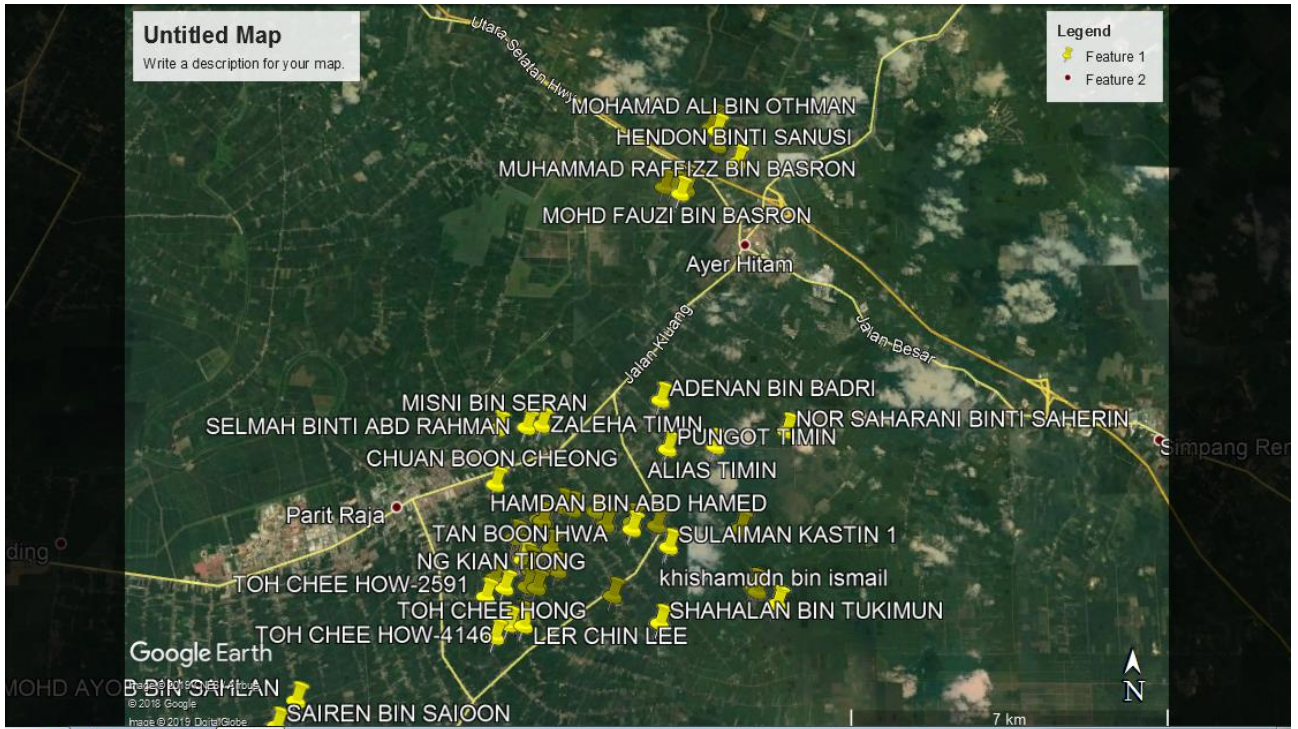 Untitled Map
Write a description for your map.
Legend
Feature 1
Feature 2
Utara Selatan Hwy
MOHAMAD ALI BIN OTHMAN
HENDON BINTI SANUSI
MUHAMMAD RAFFIZZ BIN BASRON
MOHD FAUZI BIN BASRON
Ayer Hitam
Jalan Kluang
Jalan Besar
ADENAN BIN BADRI
MISNI BIN SERAN
NOR SAHARANI BINTI SAHERIN
SELMAH BINTI ABD RAHMAN
ZALEHA TIMIN
PUNGOT TIMIN
Simpang Ren
CHUAN BOON CHEONG
ALIAS TIMIN
HAMDAN BIN ABD HAMED
Parit Raja
TAN BOON HWA
SULAIMAN KASTIN 1
ding
NG KIAN TIONG
khishamudn bin ismail
TOH CHEE HOW-2591
TOH CHEE HONG
SHAHALAN BIN TUKIMUN
TOH CHEE HOW-4146
LER CHIN LEE
Google Earth
MOHD AYOB BIN SAHLAN
© 2018 Google
SAIREN BIN SAIOON
Image © 2019 DigitalGlobe
N
7 km